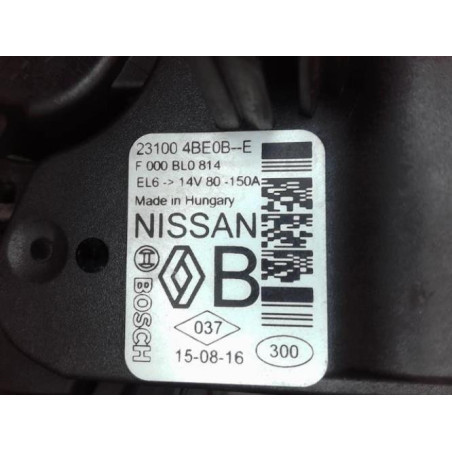 23100 4BE0B--E
F 000 BL0 814
EL6 -> 14V 80 -150A
Made in Hungary
NISSAN
B
BOSCH
037
15-08-16
300